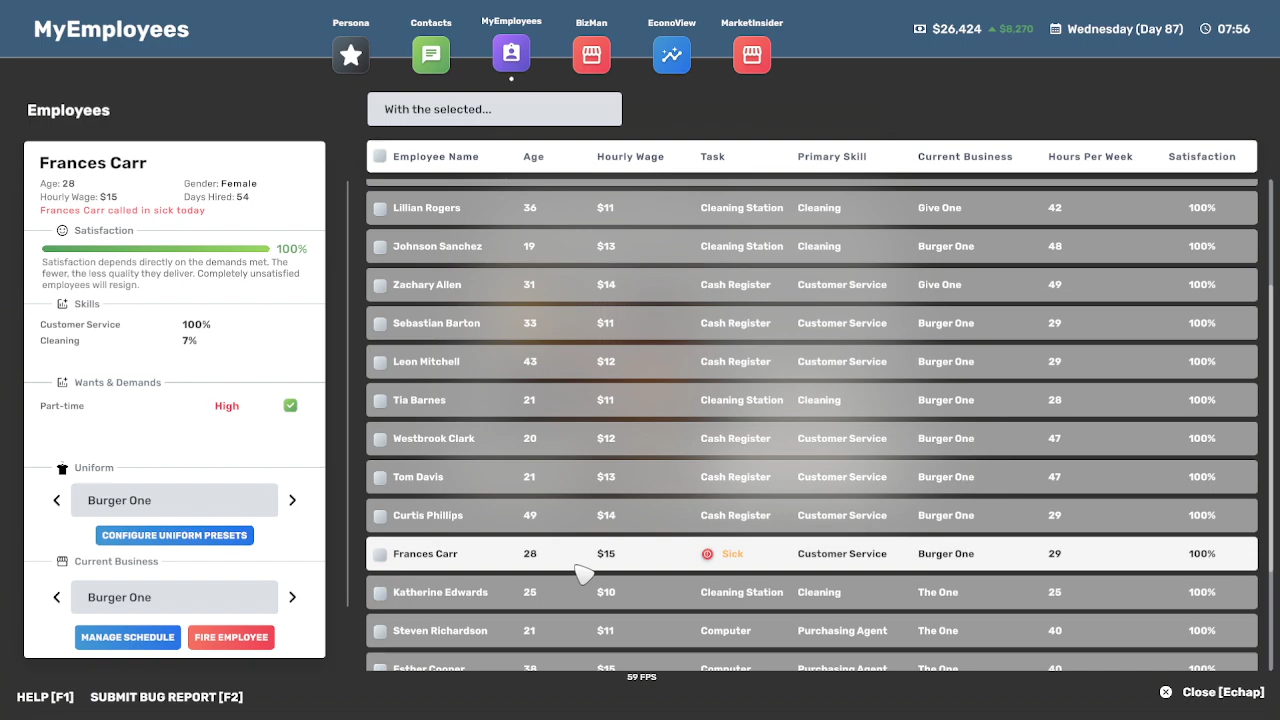 MyEmployees
Persona
Contacts
MyEmployees
BizMan
EconoView
MarketInsider
$26,424 $8,270
Wednesday (Day 87)
07:56
Employees
With the selected...
Frances Carr
Age: 28 Gender: Female
Hourly Wage: $15 Days Hired: 54
Frances Carr called in sick today
Satisfaction
100%
Satisfaction depends directly on the demands met. The
fewer, the less quality they deliver. Completely unsatisfied
employees will resign.
Skills
Customer Service 100%
Cleaning 7%
Wants & Demands
Part-time High
Uniform
Burger One
CONFIGURE UNIFORM PRESETS
Current Business
Burger One
MANAGE SCHEDULE FIRE EMPLOYEE
Employee Name Age Hourly Wage Task Primary Skill Current Business Hours Per Week Satisfaction
Lillian Rogers 36 $11 Cleaning Station Cleaning Give One 42 100%
Johnson Sanchez 19 $13 Cleaning Station Cleaning Burger One 48 100%
Zachary Allen 31 $14 Cash Register Customer Service Give One 49 100%
Sebastian Barton 33 $11 Cash Register Customer Service Burger One 29 100%
Leon Mitchell 43 $12 Cash Register Customer Service Burger One 29 100%
Tia Barnes 21 $11 Cleaning Station Cleaning Burger One 28 100%
Westbrook Clark 20 $12 Cash Register Customer Service Burger One 47 100%
Tom Davis 21 $13 Cash Register Customer Service Burger One 47 100%
Curtis Phillips 49 $14 Cash Register Customer Service Burger One 29 100%
Frances Carr 28 $15 Sick Customer Service Burger One 29 100%
Katherine Edwards 25 $10 Cleaning Station Cleaning The One 25 100%
Steven Richardson 21 $11 Computer Purchasing Agent The One 40 100%
Esther Cooper 38 $15 Computer Purchasing Agent The One 40 100%
59 FPS
HELP [F1] SUBMIT BUG REPORT [F2]
Close [Echap]